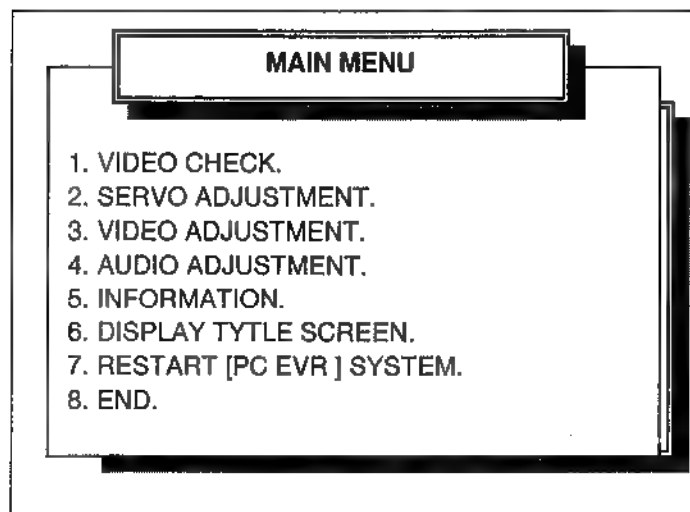 MAIN MENU
1. VIDEO CHECK.
2. SERVO ADJUSTMENT.
3. VIDEO ADJUSTMENT.
4. AUDIO ADJUSTMENT.
5. INFORMATION.
6. DISPLAY TYTLE SCREEN.
7. RESTART [PC EVR ] SYSTEM.
8. END.